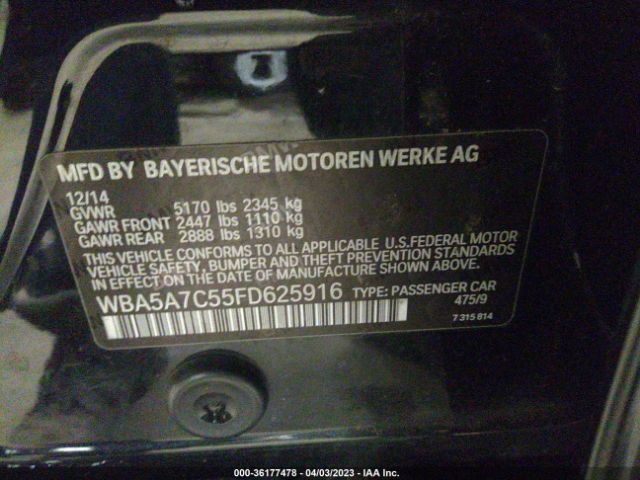 MFD BY BAYERISCHE MOTOREN WERKE AG
12/14
GVWR 5170 lbs 2345 kg
GAWR FRONT 2447 lbs 1110 kg
GAWR REAR 2888 lbs 1310 kg
THIS VEHICLE CONFORMS TO ALL APPLICABLE U.S.FEDERAL MOTOR
VEHICLE SAFETY, BUMPER AND THEFT PREVENTION STANDARDS
IN EFFECT ON THE DATE OF MANUFACTURE SHOWN ABOVE.
WBA5A7C55FD625916 TYPE: PASSENGER CAR
475/9
7 315 814
000-36177478 - 04/03/2023 - IAA Inc.